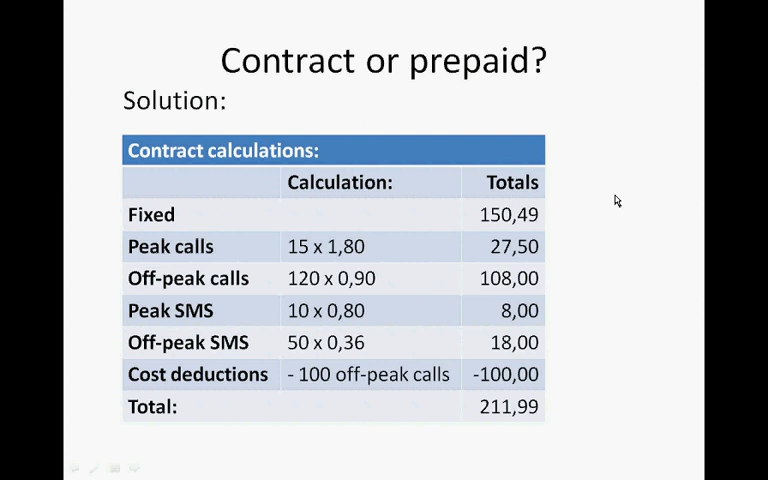 Contract or prepaid?
Solution:
Contract calculations:
Calculation: Totals
Fixed 150,49
Peak calls 15 x 1,80 27,50
Off-peak calls 120 x 0,90 108,00
Peak SMS 10 x 0,80 8,00
Off-peak SMS 50 x 0,36 18,00
Cost deductions - 100 off-peak calls -100,00
Total: 211,99